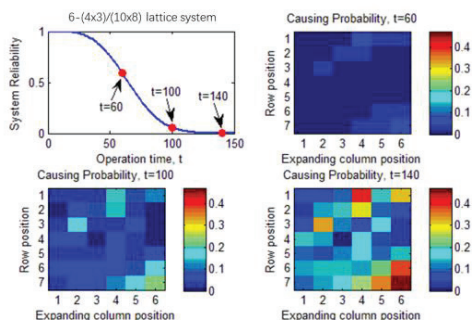 6-(4x3)/(10x8) lattice system
System Reliability
1
0.5
0
0
50
100
150
t=60
t=100
t=140
Operation time, t
Causing Probability, t=60
Row position
1
2
3
4
5
6
7
1 2 3 4 5 6
Expanding column position
0.4
0.3
0.2
0.1
0
Causing Probability, t=100
Row position
1
2
3
4
5
6
7
1 2 3 4 5 6
Expanding column position
0.4
0.3
0.2
0.1
0
Causing Probability, t=140
Row position
1
2
3
4
5
6
7
1 2 3 4 5 6
Expanding column position
0.4
0.3
0.2
0.1
0